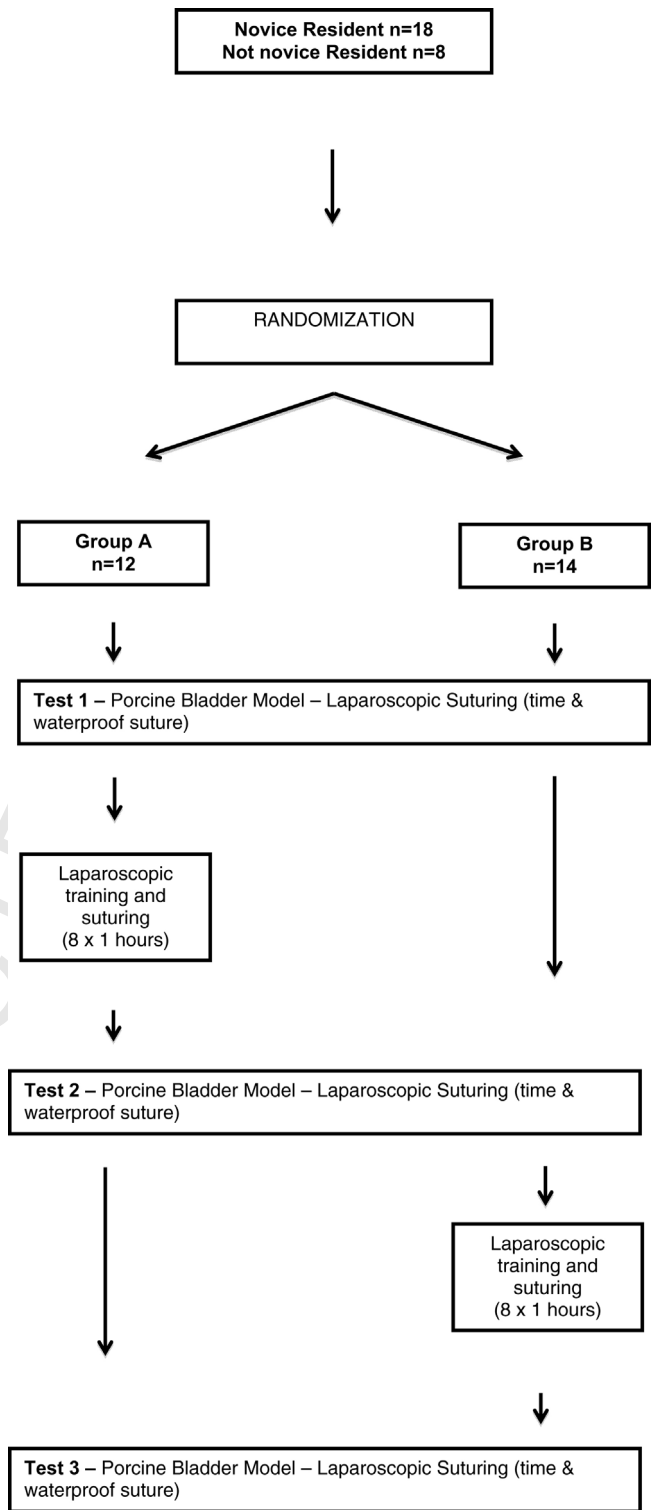 Novice Resident n=18
Not novice Resident n=8
RANDOMIZATION
Group A
n=12
Group B
n=14
Test 1 – Porcine Bladder Model – Laparoscopic Suturing (time &
waterproof suture)
Laparoscopic
training and
suturing
(8 x 1 hours)
Test 2 – Porcine Bladder Model – Laparoscopic Suturing (time &
waterproof suture)
Laparoscopic
training and
suturing
(8 x 1 hours)
Test 3 – Porcine Bladder Model – Laparoscopic Suturing (time &
waterproof suture)